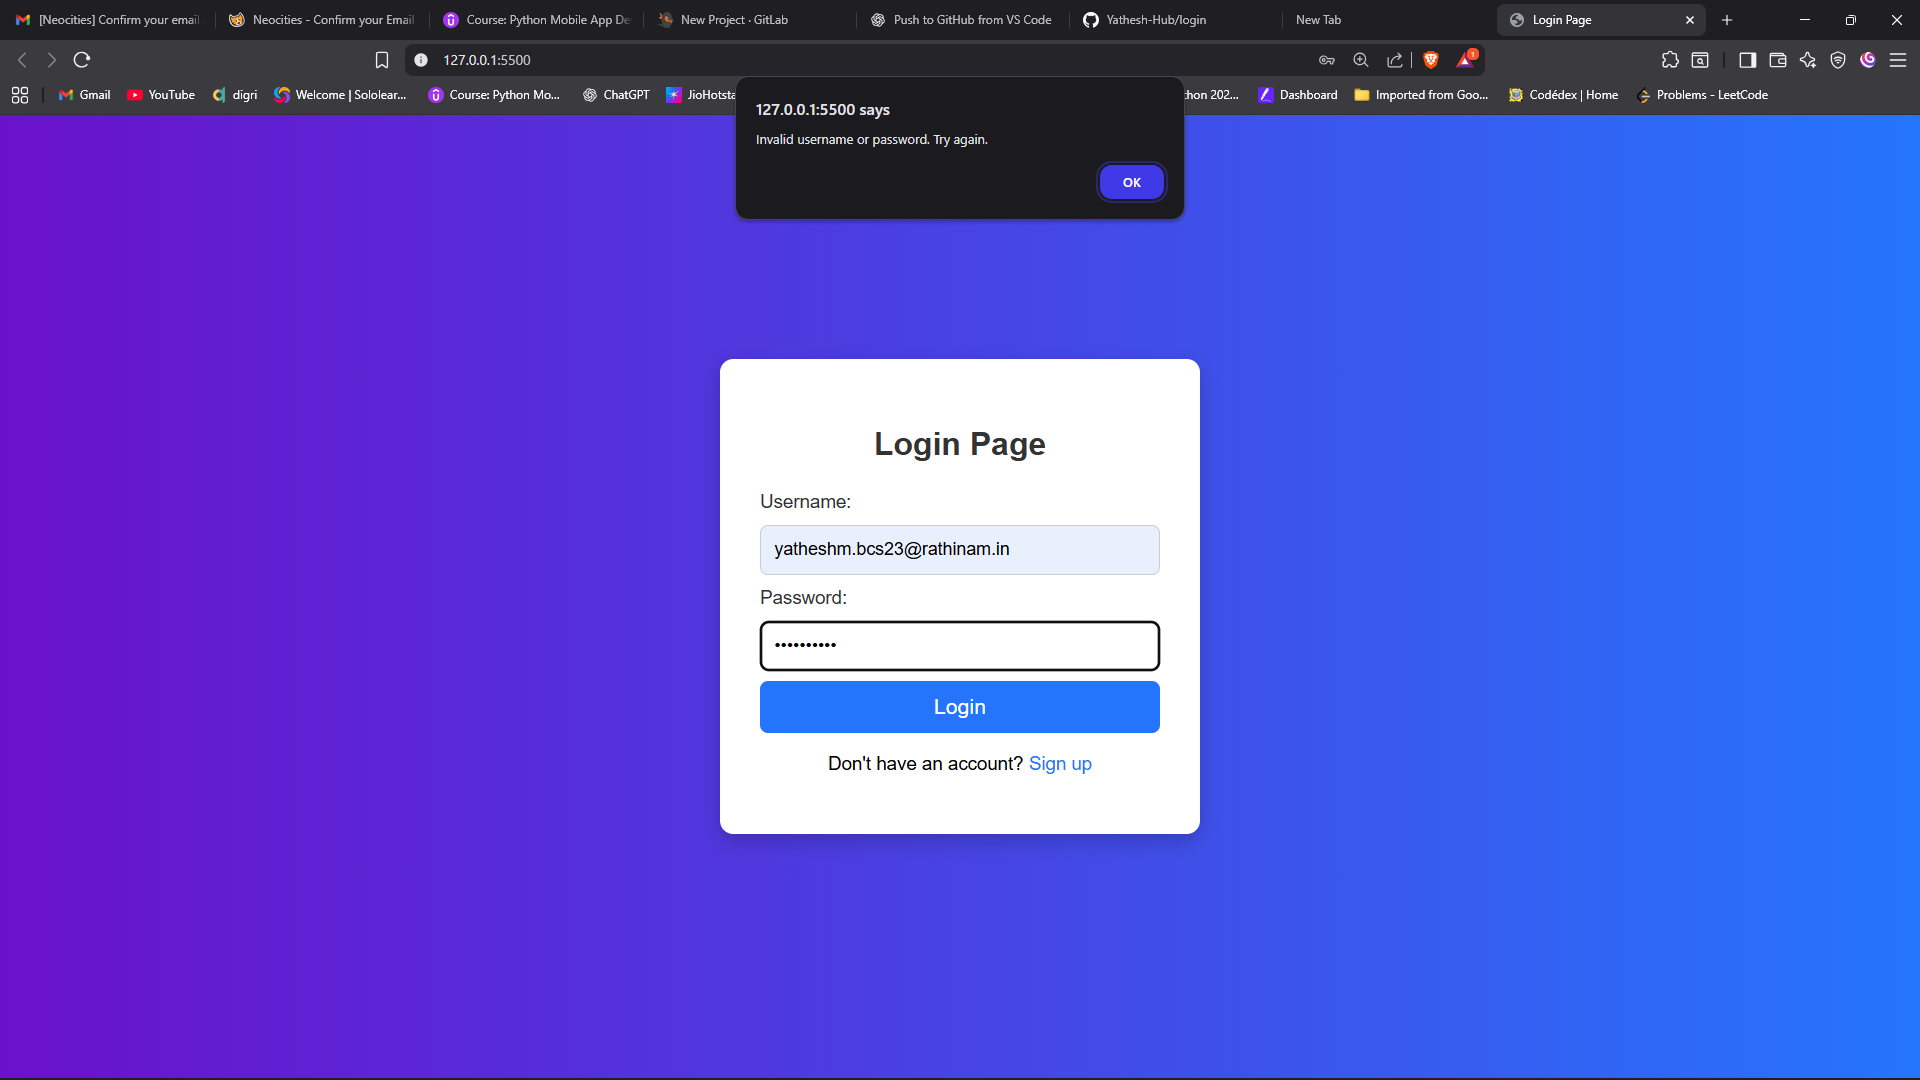 [Neocities] Confirm your email
Neocities - Confirm your Email
Course: Python Mobile App De
New Project · GitLab
Push to GitHub from VS Code
Yathesh-Hub/login
New Tab
Login Page
127.0.0.1:5500
1
Gmail
YouTube
digri
Welcome | Sololear...
Course: Python Mo...
ChatGPT
JioHotsta
hon 202...
Dashboard
Imported from Goo...
Codédex | Home
Problems - LeetCode
127.0.0.1:5500 says
Invalid username or password. Try again.
OK
Login Page
Username:
yatheshm.bcs23@rathinam.in
Password:
••••••••••
Login
Don't have an account? Sign up